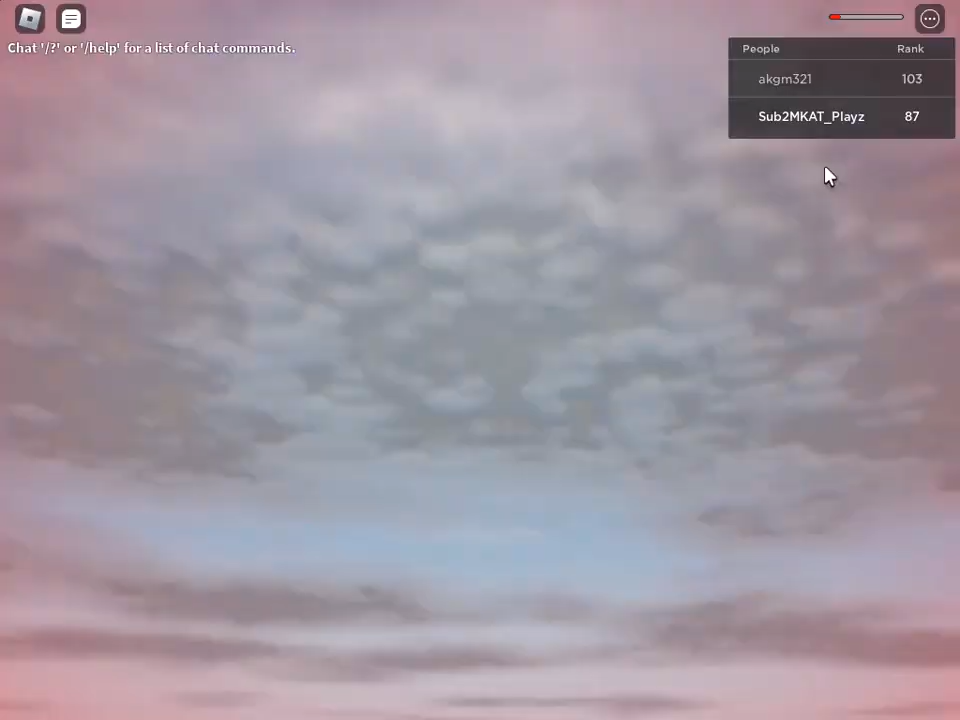 Chat '/?' or '/help' for a list of chat commands.
People Rank
akgm321 103
Sub2MKAT_Playz 87